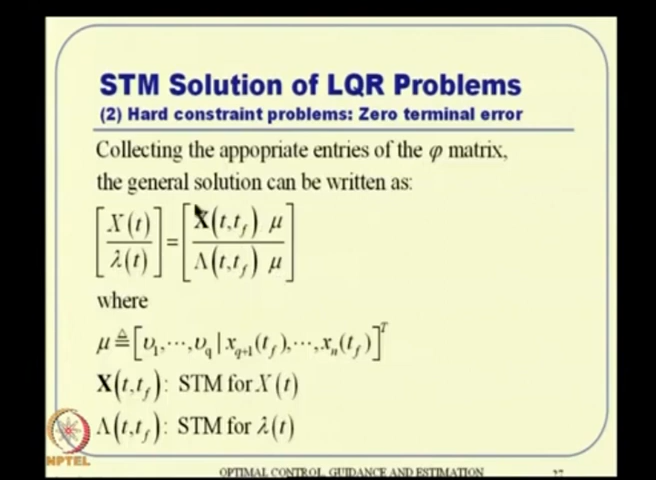 STM Solution of LQR Problems
(2) Hard constraint problems: Zero terminal error
Collecting the appopriate entries of the φ matrix,
the general solution can be written as:
[X(t) / λ(t)] = [X(t,t_f) μ / Λ(t,t_f) μ]
where
μ ≜ [υ_1,⋯,υ_q | x_{q+1}(t_f),⋯,x_n(t_f)]^T
X(t,t_f): STM for X(t)
Λ(t,t_f): STM for λ(t)
NPTEL
OPTIMAL CONTROL, GUIDANCE AND ESTIMATION